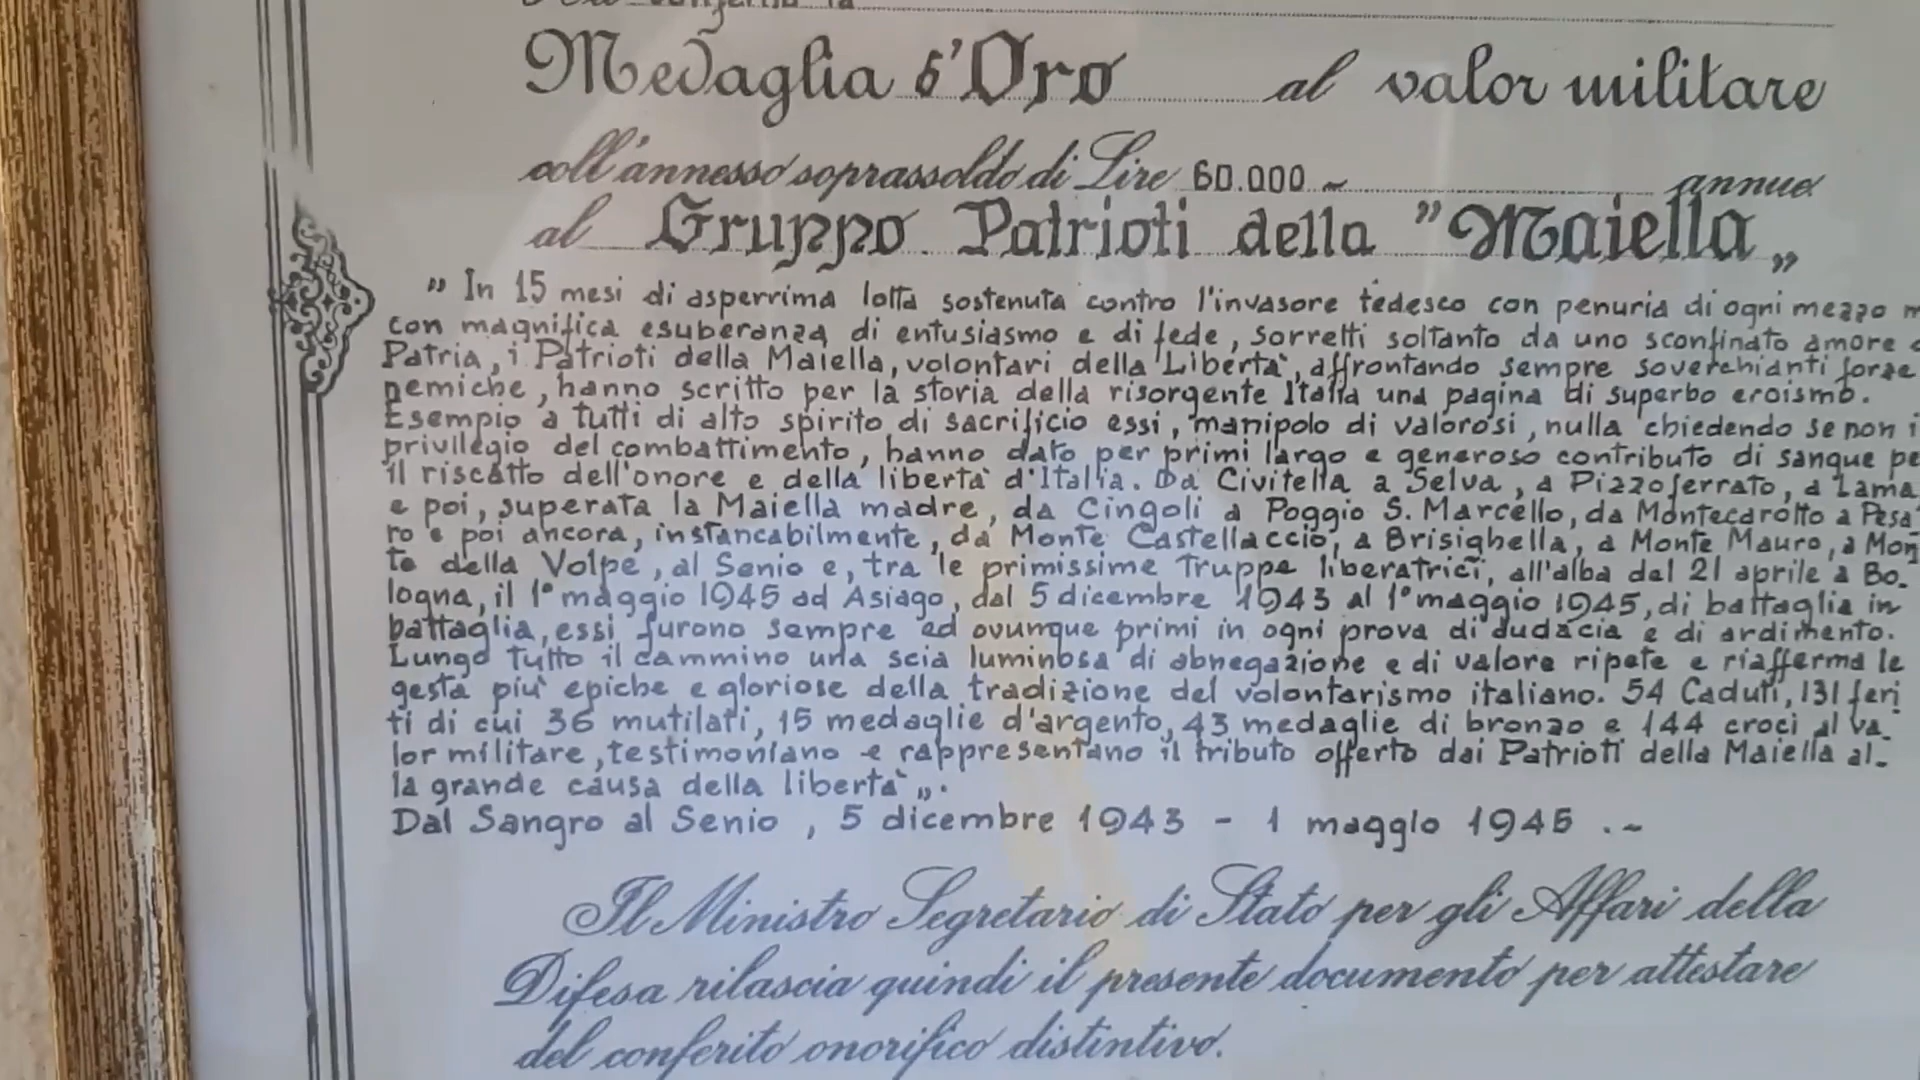 Medaglia d'Oro al valor militare
coll'annesso soprassoldo di Lire 60.000 ~ annue
al Gruppo Patrioti della "Maiella„
" In 15 mesi di asperrima lotta sostenuta contro l'invasore tedesco con penuria di ogni mezzo m
con magnifica esuberanza di entusiasmo e di fede, sorretti soltanto da uno sconfinato amore
Patria, i Patrioti della Maiella, volontari della Libertà, affrontando sempre soverchianti forze
nemiche, hanno scritto per la storia della risorgente Italia una pagina di superbo eroismo.
Esempio a tutti di alto spirito di sacrificio essi, manipolo di valorosi, nulla chiedendo se non i
privilegio del combattimento, hanno dato per primi largo e generoso contributo di sangue pe
il riscatto dell'onore e della libertà d'Italia. Da Civitella a Selva, a Pizzoferrato, a Lama
e poi, superata la Maiella madre, da Cingoli a Poggio S. Marcello, da Montecarotto a Pesa
ro e poi ancora, instancabilmente, da Monte Castellaccio, a Brisighella, a Monte Mauro, a Mon
te della Volpe, al Senio e, tra le primissime truppe liberatrici, all'alba del 21 aprile a Bo-
logna, il 1° maggio 1945 ad Asiago, dal 5 dicembre 1943 al 1° maggio 1945, di battaglia in
battaglia, essi furono sempre ed ovunque primi in ogni prova di audacia e di ardimento.
Lungo tutto il cammino una scia luminosa di abnegazione e di valore ripete e riafferma le
gesta più epiche e gloriose della tradizione del volontarismo italiano. 54 Caduti, 131 feri
ti di cui 36 mutilati, 15 medaglie d'argento, 43 medaglie di bronzo e 144 croci al va-
lor militare, testimoniano e rappresentano il tributo offerto dai Patrioti della Maiella al-
la grande causa della libertà„.
Dal Sangro al Senio, 5 dicembre 1943 - 1 maggio 1945 .~
Il Ministro Segretario di Stato per gli Affari della
Difesa rilascia quindi il presente documento per attestare
del conferito onorifico distintivo.